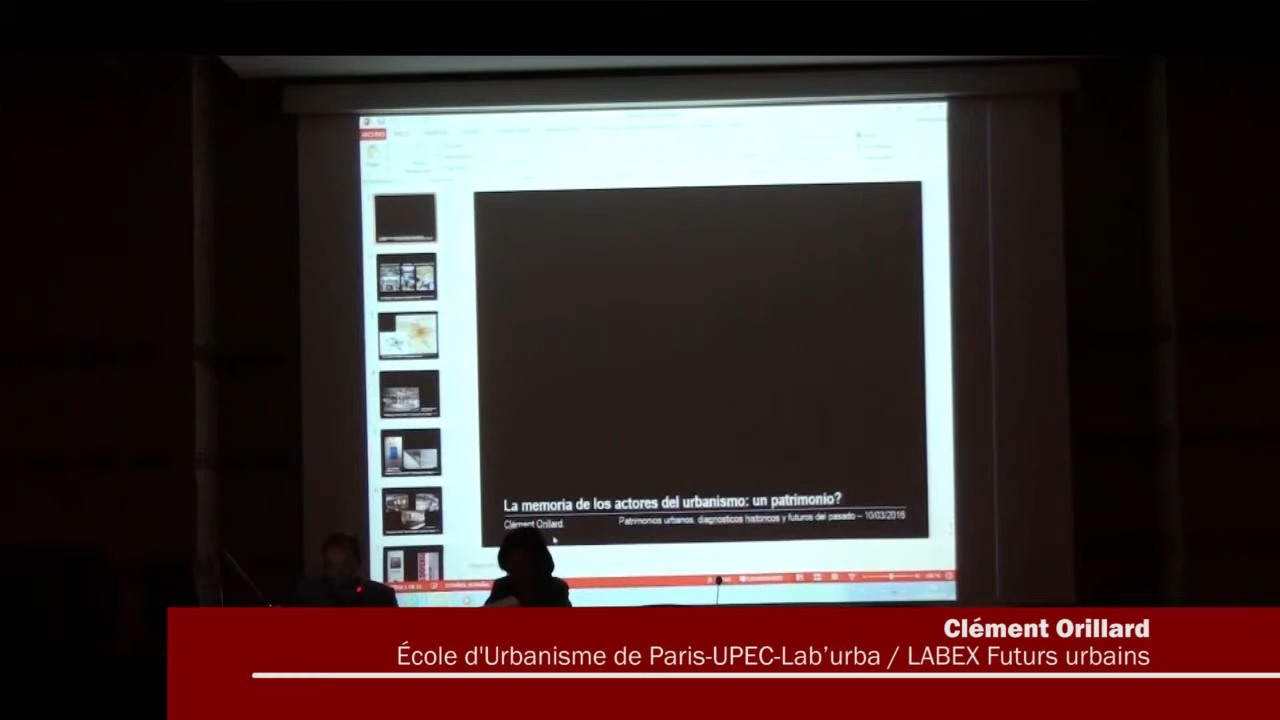 ARCHIVO
La memoria de los actores del urbanismo: un patrimonio?
Clément Orillard
Patrimonios urbanos, diagnosticos historicos y futuros del pasado – 10/03/2016
Clément Orillard
École d'Urbanisme de Paris-UPEC-Lab’urba / LABEX Futurs urbains